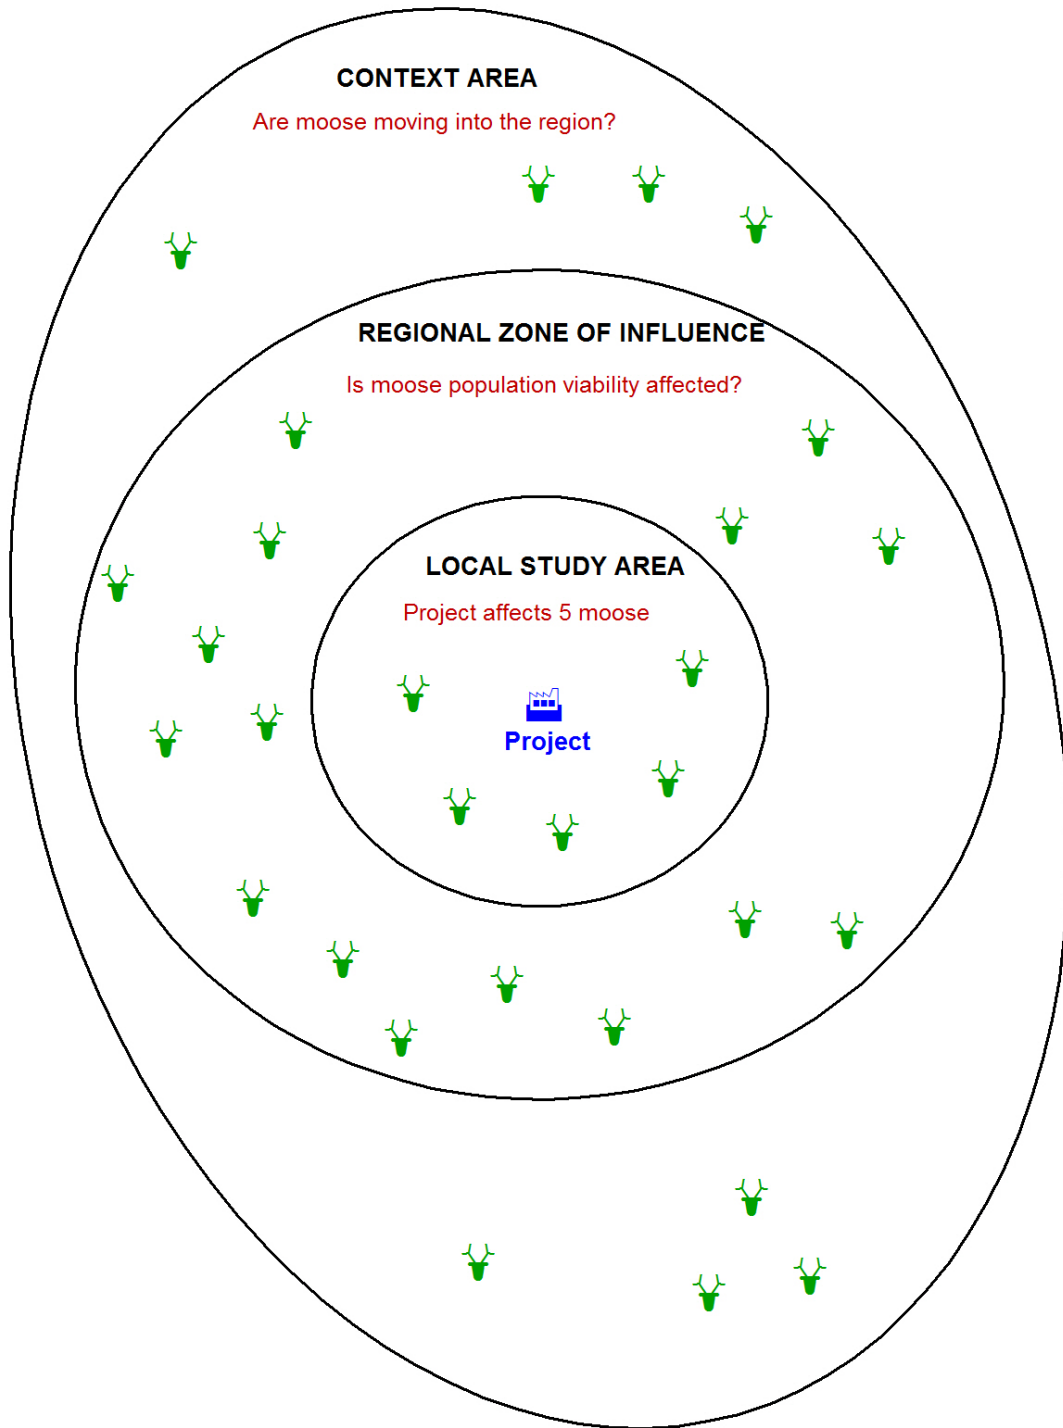 CONTEXT AREA
Are moose moving into the region?
REGIONAL ZONE OF INFLUENCE
Is moose population viability affected?
LOCAL STUDY AREA
Project affects 5 moose
Project